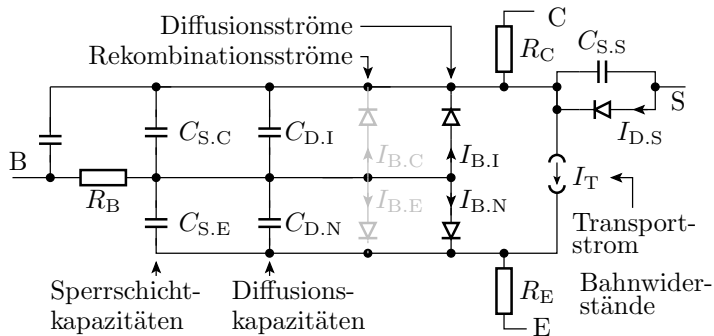 Diffusionsströme
Rekombinationsströme
C
R_C
C_S.S
S
I_D.S
B
C_S.C
C_D.I
I_B.C
I_B.I
R_B
I_T
C_S.E
C_D.N
I_B.E
I_B.N
Transport-
strom
Sperrschicht-
kapazitäten
Diffusions-
kapazitäten
R_E
E
Bahnwider-
stände